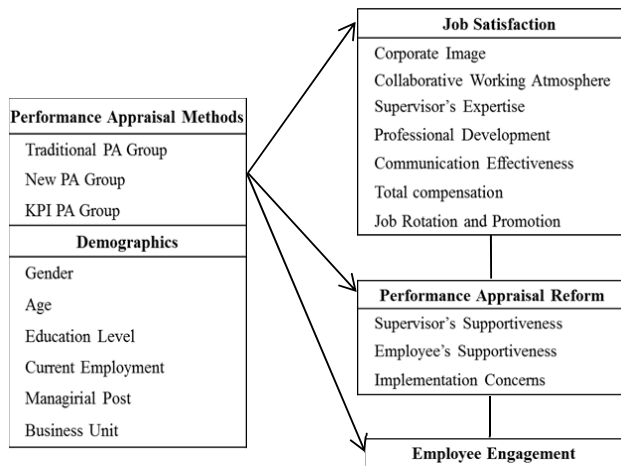 Performance Appraisal Methods
Traditional PA Group
New PA Group
KPI PA Group
Demographics
Gender
Age
Education Level
Current Employment
Managirial Post
Business Unit
Job Satisfaction
Corporate Image
Collaborative Working Atmosphere
Supervisor's Expertise
Professional Development
Communication Effectiveness
Total compensation
Job Rotation and Promotion
Performance Appraisal Reform
Supervisor's Supportiveness
Employee's Supportiveness
Implementation Concerns
Employee Engagement